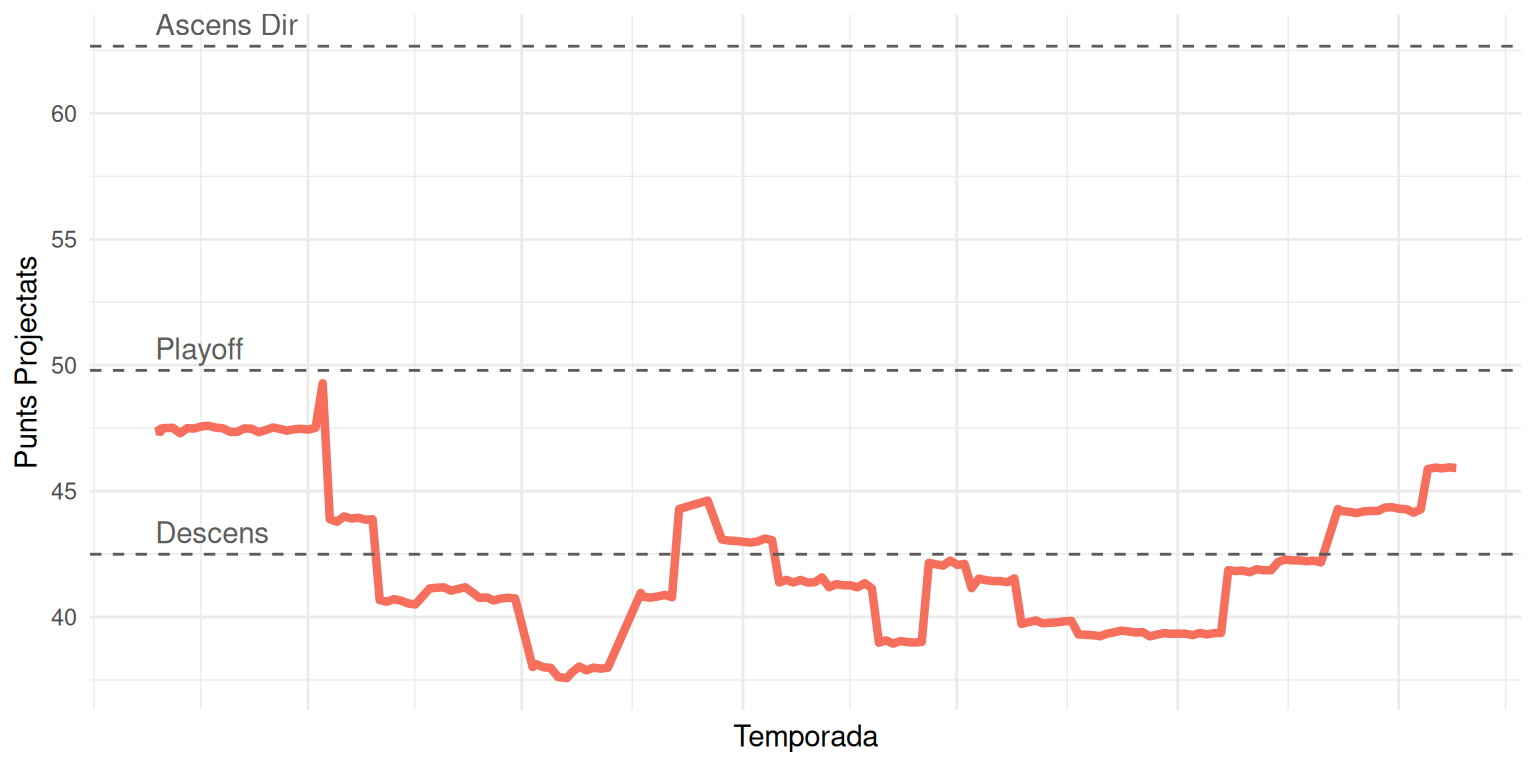 Ascens Dir
60
55
Playoff
50
45
Descens
40
Punts Projectats
Temporada